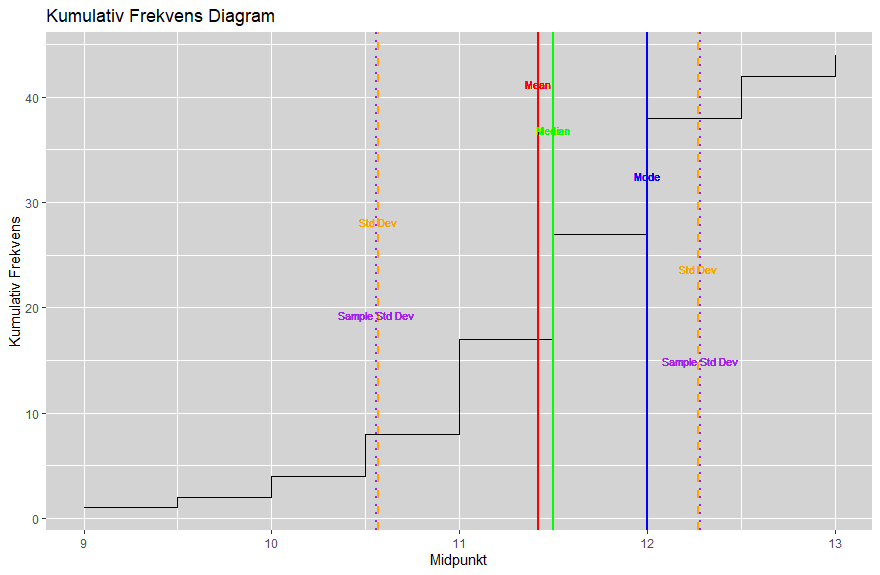 Kumulativ Frekvens Diagram
Kumulativ Frekvens
40
30
20
10
0
Mean
Median
Mode
Std Dev
Std Dev
Sample Std Dev
Sample Std Dev
9
10
11
12
13
Midpunkt